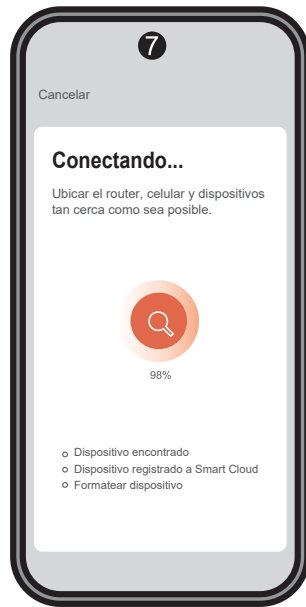 7
Cancelar
Conectando...
Ubicar el router, celular y dispositivos
tan cerca como sea posible.
98%
Dispositivo encontrado
Dispositivo registrado a Smart Cloud
Formatear dispositivo